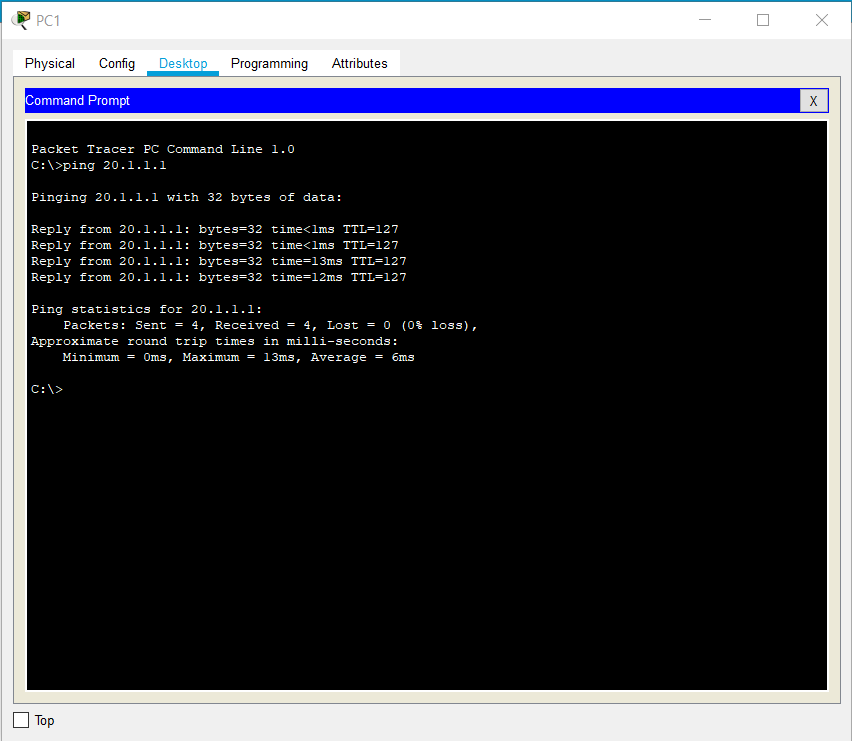 PC1
Physical Config Desktop Programming Attributes
Command Prompt X
Packet Tracer PC Command Line 1.0
C:\>ping 20.1.1.1
Pinging 20.1.1.1 with 32 bytes of data:
Reply from 20.1.1.1: bytes=32 time<1ms TTL=127
Reply from 20.1.1.1: bytes=32 time<1ms TTL=127
Reply from 20.1.1.1: bytes=32 time=13ms TTL=127
Reply from 20.1.1.1: bytes=32 time=12ms TTL=127
Ping statistics for 20.1.1.1:
Packets: Sent = 4, Received = 4, Lost = 0 (0% loss),
Approximate round trip times in milli-seconds:
Minimum = 0ms, Maximum = 13ms, Average = 6ms
C:\>
Top